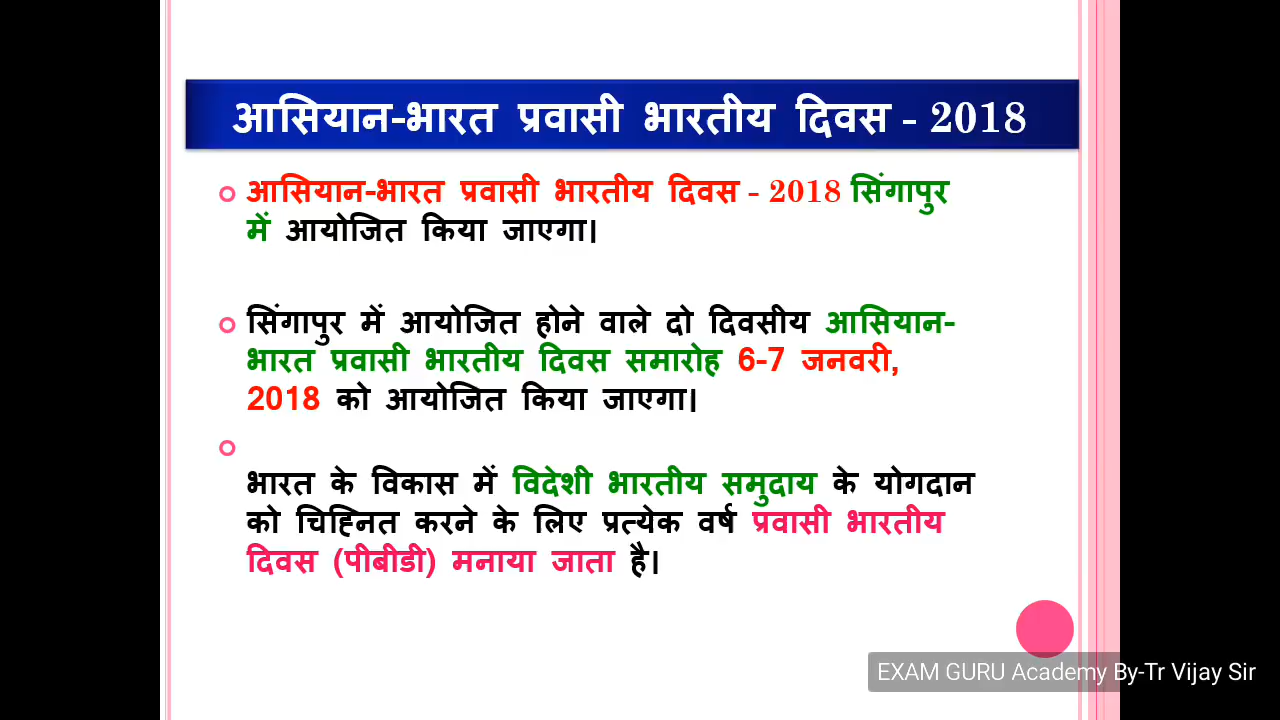 आसियान-भारत प्रवासी भारतीय दिवस - 2018
आसियान-भारत प्रवासी भारतीय दिवस - 2018 सिंगापुर
में आयोजित किया जाएगा।
सिंगापुर में आयोजित होने वाले दो दिवसीय आसियान-
भारत प्रवासी भारतीय दिवस समारोह 6-7 जनवरी,
2018 को आयोजित किया जाएगा।
भारत के विकास में विदेशी भारतीय समुदाय के योगदान
को चिह्नित करने के लिए प्रत्येक वर्ष प्रवासी भारतीय
दिवस (पीबीडी) मनाया जाता है।
EXAM GURU Academy By-Tr Vijay Sir